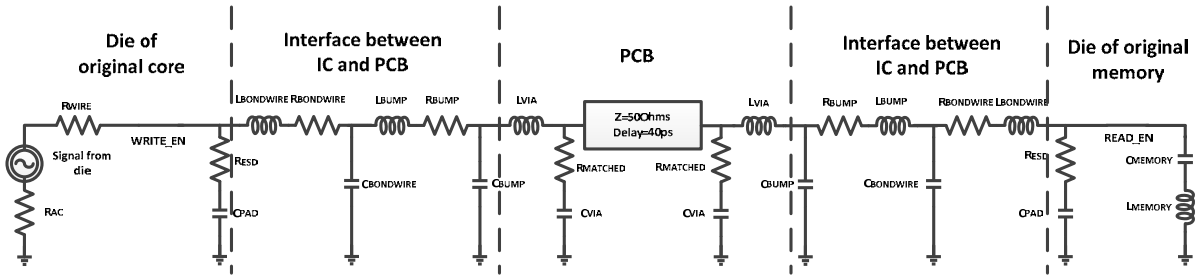 Die of
original core
Interface between
IC and PCB
PCB
Interface between
IC and PCB
Die of original
memory
RWIRE
LBONDWIRE RBONDWIRE
LBUMP
RBUMP
LVIA
Z=50Ohms
Delay=40ps
LVIA
RBUMP
LBUMP
RBONDWIRE LBONDWIRE
WRITE_EN
READ_EN
Signal from
die
RESD
RMATCHED
RMATCHED
RESD
CMEMORY
RAC
CPAD
CBONDWIRE
CBUMP
CVIA
CVIA
CBUMP
CBONDWIRE
CPAD
LMEMORY